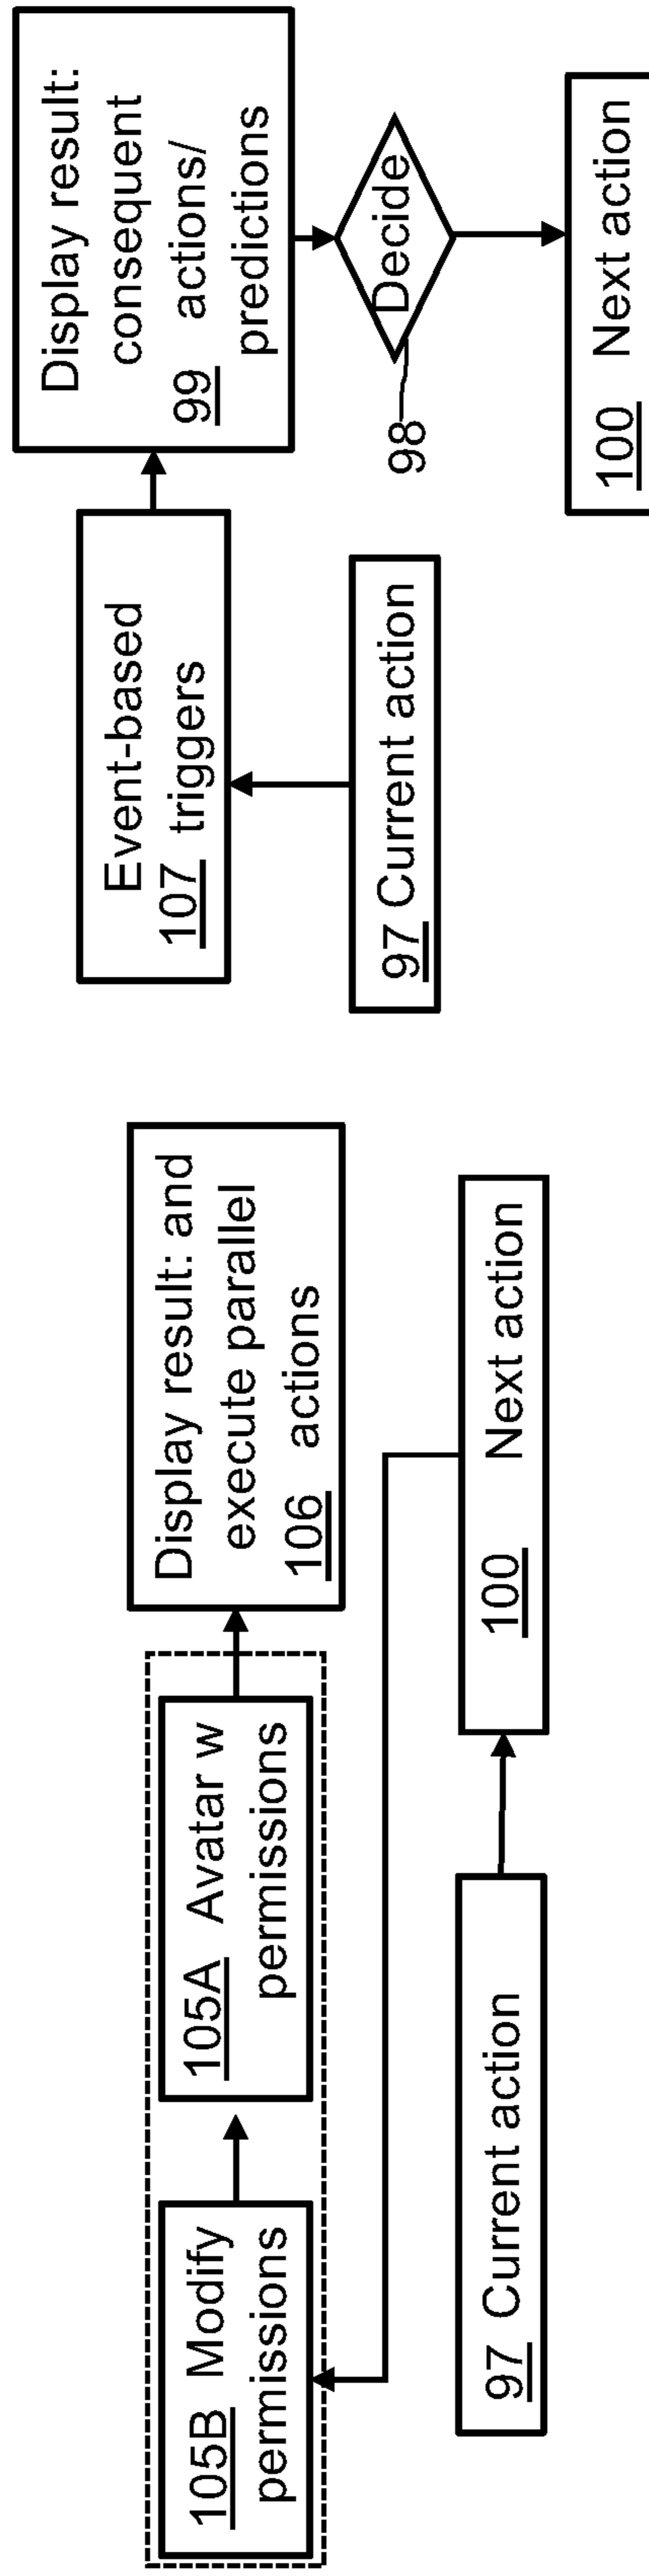 105B Modify
permissions
105A Avatar w
permissions
Display result: and
execute parallel
106 actions
97 Current action
100 Next action
Event-based
107 triggers
Display result:
consequent
99 actions/
predictions
97 Current action
Decide
98
100 Next action